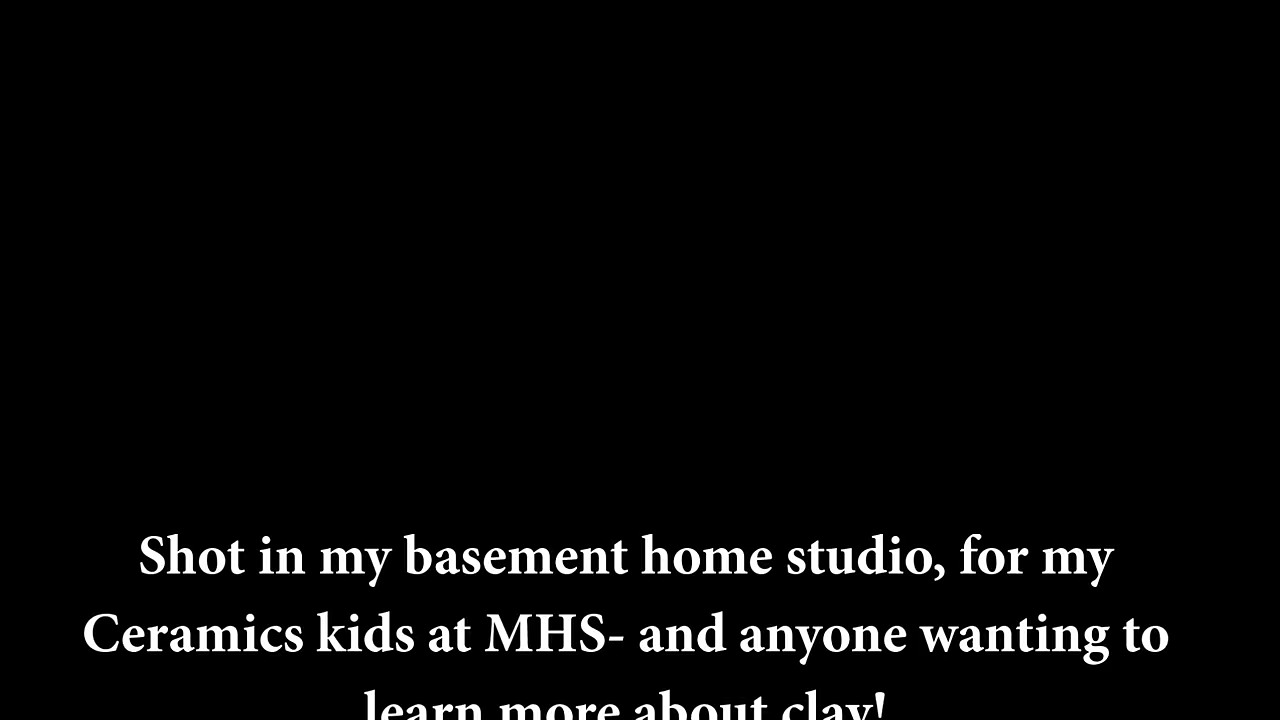 Shot in my basement home studio, for my
Ceramics kids at MHS- and anyone wanting to
learn more about clay!